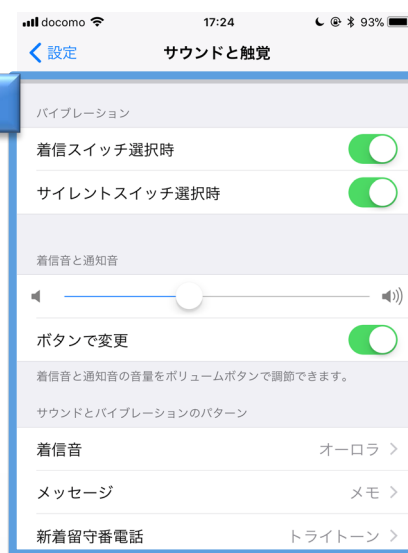 docomo 17:24 93%
設定 サウンドと触覚
バイブレーション
着信スイッチ選択時
サイレントスイッチ選択時
着信音と通知音
ボタンで変更
着信音と通知音の音量をボリュームボタンで調節できます。
サウンドとバイブレーションのパターン
着信音 オーロラ
メッセージ メモ
新着留守番電話 トライトーン